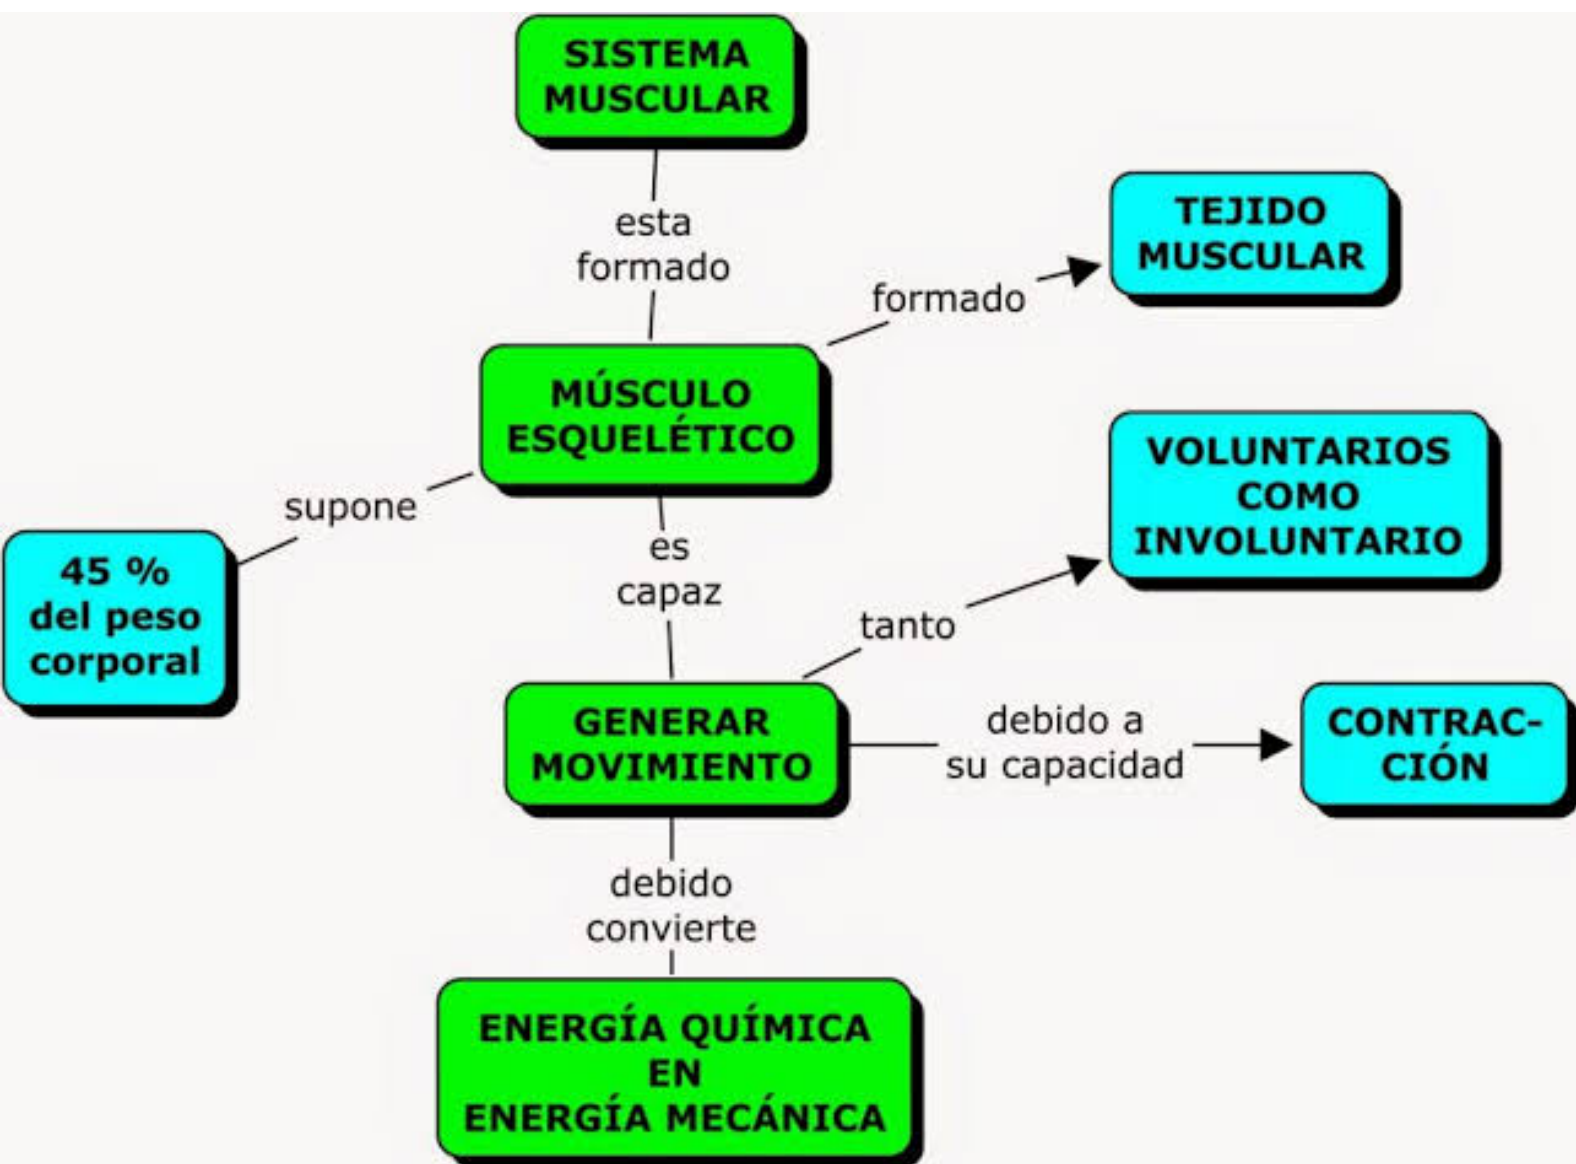 SISTEMA
MUSCULAR
esta
formado
TEJIDO
MUSCULAR
formado
MÚSCULO
ESQUELÉTICO
VOLUNTARIOS
COMO
INVOLUNTARIO
supone
45 %
del peso
corporal
es
capaz
tanto
GENERAR
MOVIMIENTO
debido a
su capacidad
CONTRAC-
CIÓN
debido
convierte
ENERGÍA QUÍMICA
EN
ENERGÍA MECÁNICA